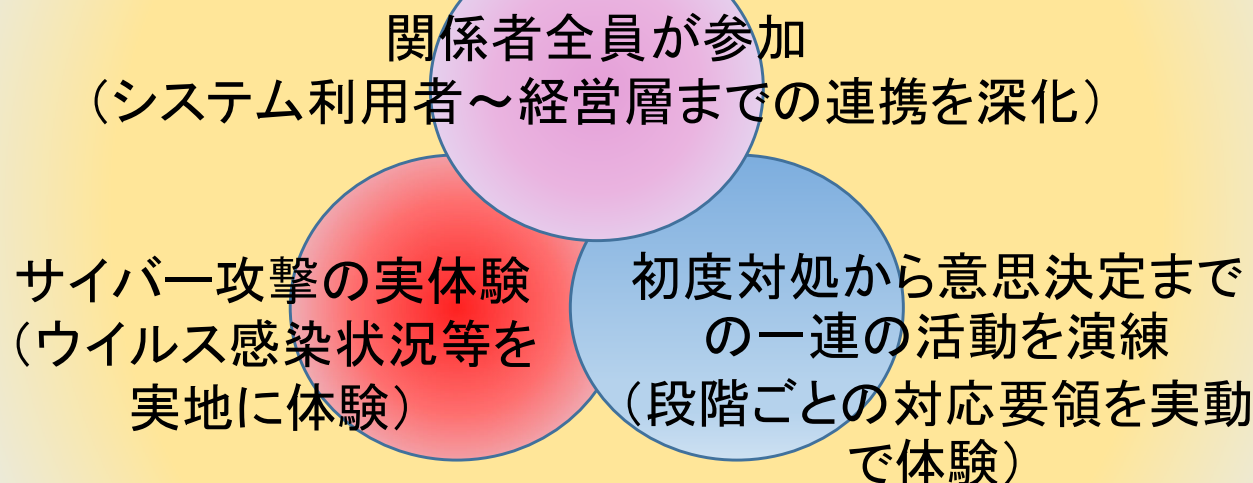 関係者全員が参加
（システム利用者～経営層までの連携を深化）
サイバー攻撃の実体験
（ウイルス感染状況等を
実地に体験）
初度対処から意思決定まで
の一連の活動を演練
（段階ごとの対応要領を実動
で体験）